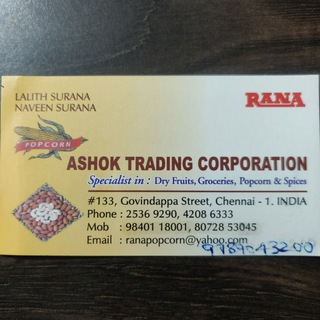 LALITH SURANA
NAVEEN SURANA
RANA
POPCORN
ASHOK TRADING CORPORATION
Specialist in : Dry Fruits, Groceries, Popcorn & Spices
#133, Govindappa Street, Chennai - 1. INDIA
Phone : 2536 9290, 4208 6333
Mob : 98401 18001, 80728 53045
Email : ranapopcorn@yahoo.com